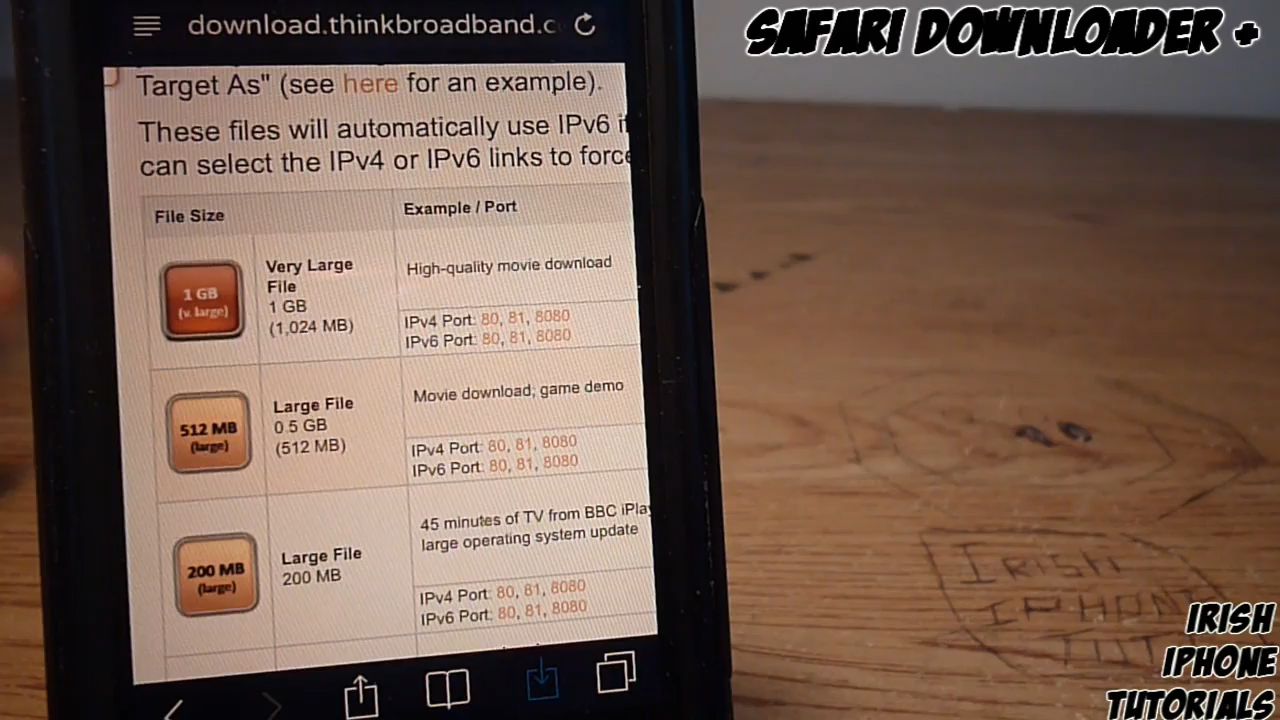 SAFARI DOWNLOADER +
download.thinkbroadband.c
Target As" (see here for an example).
These files will automatically use IPv6 if
can select the IPv4 or IPv6 links to force
File Size
Example / Port
1 GB
(v. large)
Very Large
File
1 GB
(1,024 MB)
High-quality movie download
IPv4 Port: 80, 81, 8080
IPv6 Port: 80, 81, 8080
512 MB
(large)
Large File
0.5 GB
(512 MB)
Movie download; game demo
IPv4 Port: 80, 81, 8080
IPv6 Port: 80, 81, 8080
200 MB
(large)
Large File
200 MB
45 minutes of TV from BBC iPlay
large operating system update
IPv4 Port: 80, 81, 8080
IPv6 Port: 80, 81, 8080
IRISH
IPHON
TUT
IRISH
IPHONE
TUTORIALS